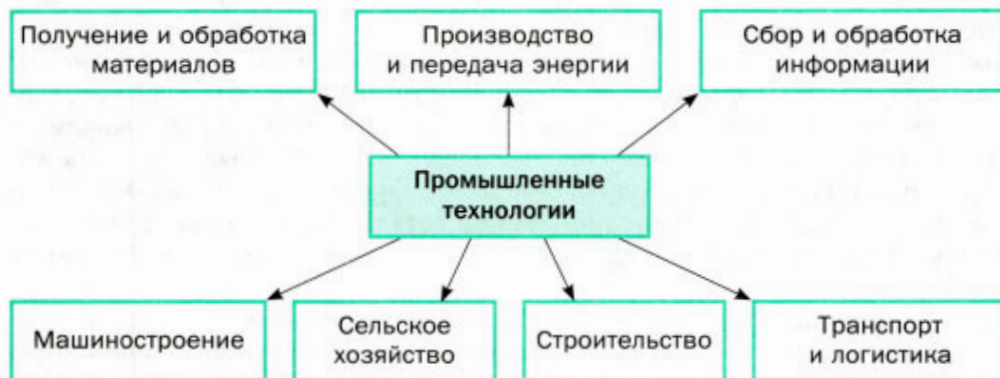 Получение и обработка
материалов
Производство
и передача энергии
Сбор и обработка
информации
Промышленные
технологии
Машиностроение
Сельское
хозяйство
Строительство
Транспорт
и логистика